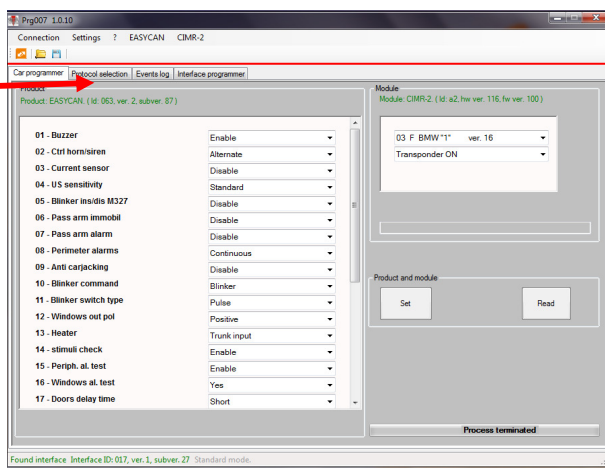 Prg007 1.0.10
Connection Settings ? EASYCAN CIMR-2
Car programmer Protocol selection Events log Interface programmer
Product
Product: EASYCAN. ( Id: 063, ver. 2, subver. 87 )
01 - Buzzer Enable
02 - Ctrl horn/siren Alternate
03 - Current sensor Disable
04 - US sensitivity Standard
05 - Blinker ins/dis M327 Disable
06 - Pass arm immobil Disable
07 - Pass arm alarm Disable
08 - Perimeter alarms Continuous
09 - Anti carjacking Disable
10 - Blinker command Blinker
11 - Blinker switch type Pulse
12 - Windows out pol Positive
13 - Heater Trunk input
14 - stimuli check Enable
15 - Periph. al. test Enable
16 - Windows al. test Yes
17 - Doors delay time Short
Module
Module: CIMR-2. ( Id: a2, hw ver. 116, fw ver. 100 )
03 F BMW "1" ver. 16
Transponder ON
Product and module
Set Read
Process terminated
Found interface Interface ID: 017, ver. 1, subver. 27 Standard mode.